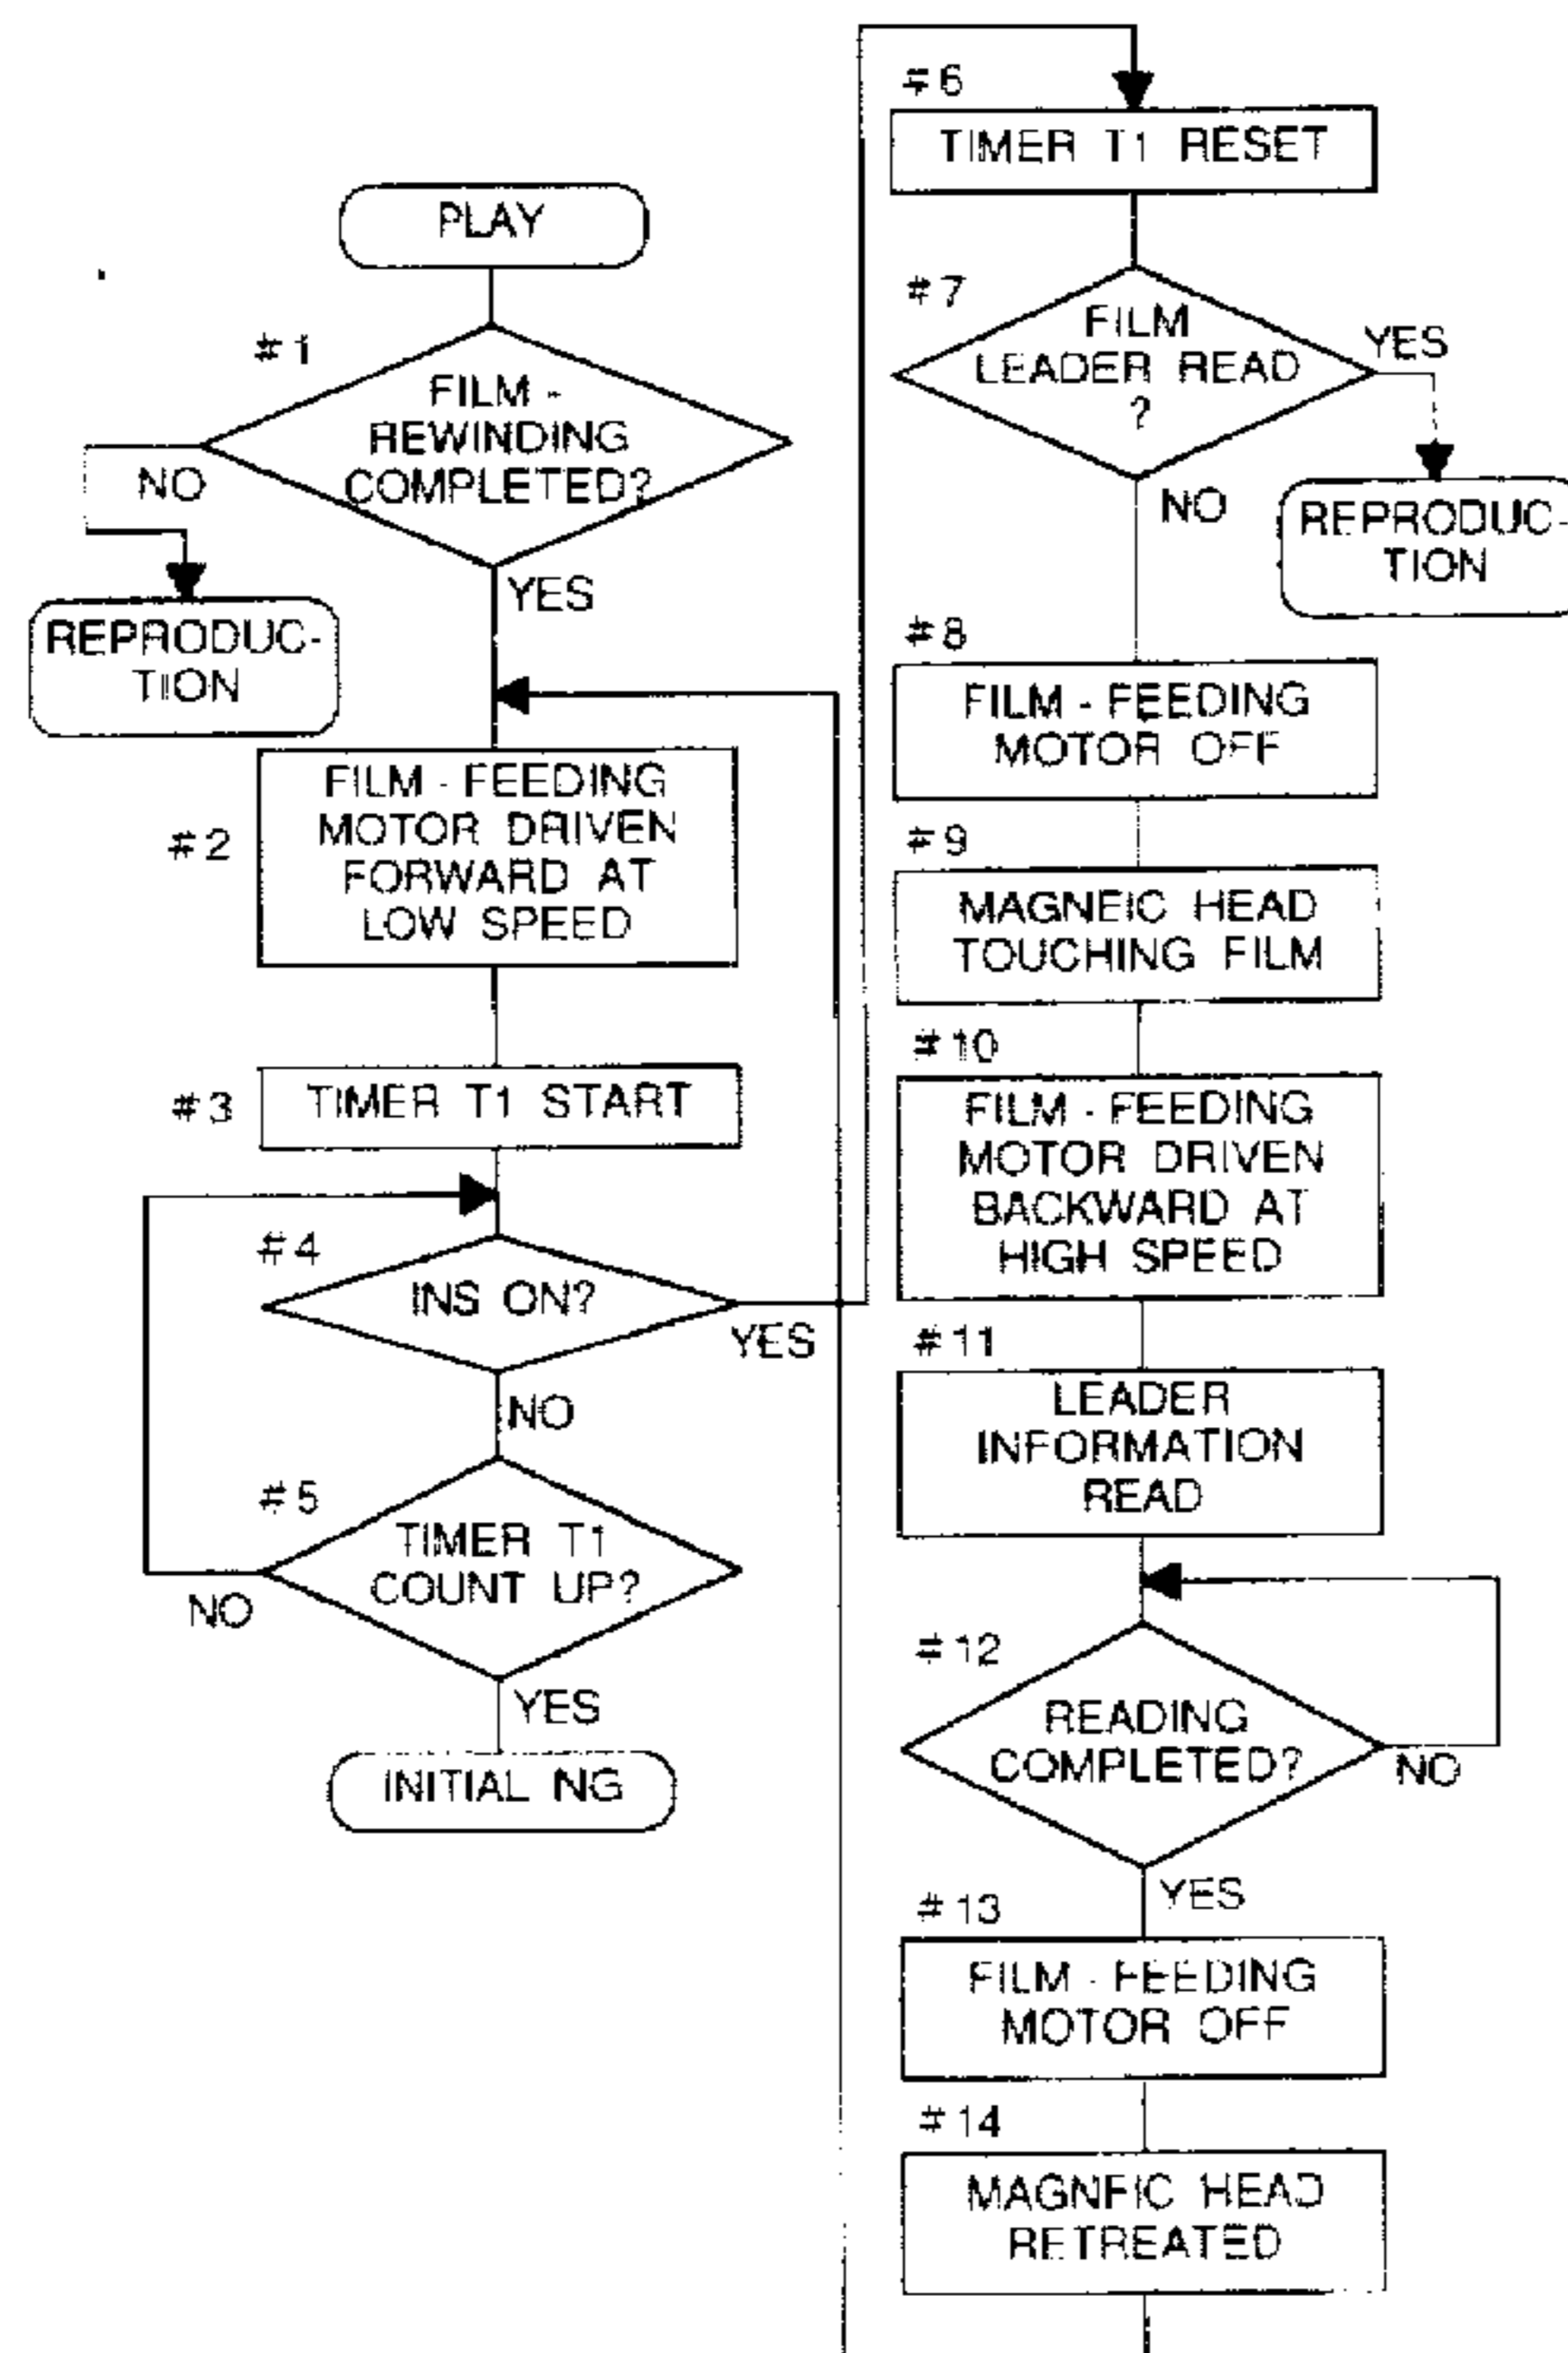 PLAY
#1
FILM -
REWINDING
COMPLETED?
NO
YES
REPRODUC-
TION
#2
FILM - FEEDING
MOTOR DRIVEN
FORWARD AT
LOW SPEED
#3
TIMER T1 START
#4
INS ON?
YES
NO
#5
TIMER T1
COUNT UP?
NO
YES
INITIAL NG
#6
TIMER T1 RESET
#7
FILM
LEADER READ
?
YES
NO
REPRODUC-
TION
#8
FILM - FEEDING
MOTOR OFF
#9
MAGNEIC HEAD
TOUCHING FILM
#10
FILM - FEEDING
MOTOR DRIVEN
BACKWARD AT
HIGH SPEED
#11
LEADER
INFORMATION
READ
#12
READING
COMPLETED?
NO
YES
#13
FILM - FEEDING
MOTOR OFF
#14
MAGNEIC HEAD
RETREATED